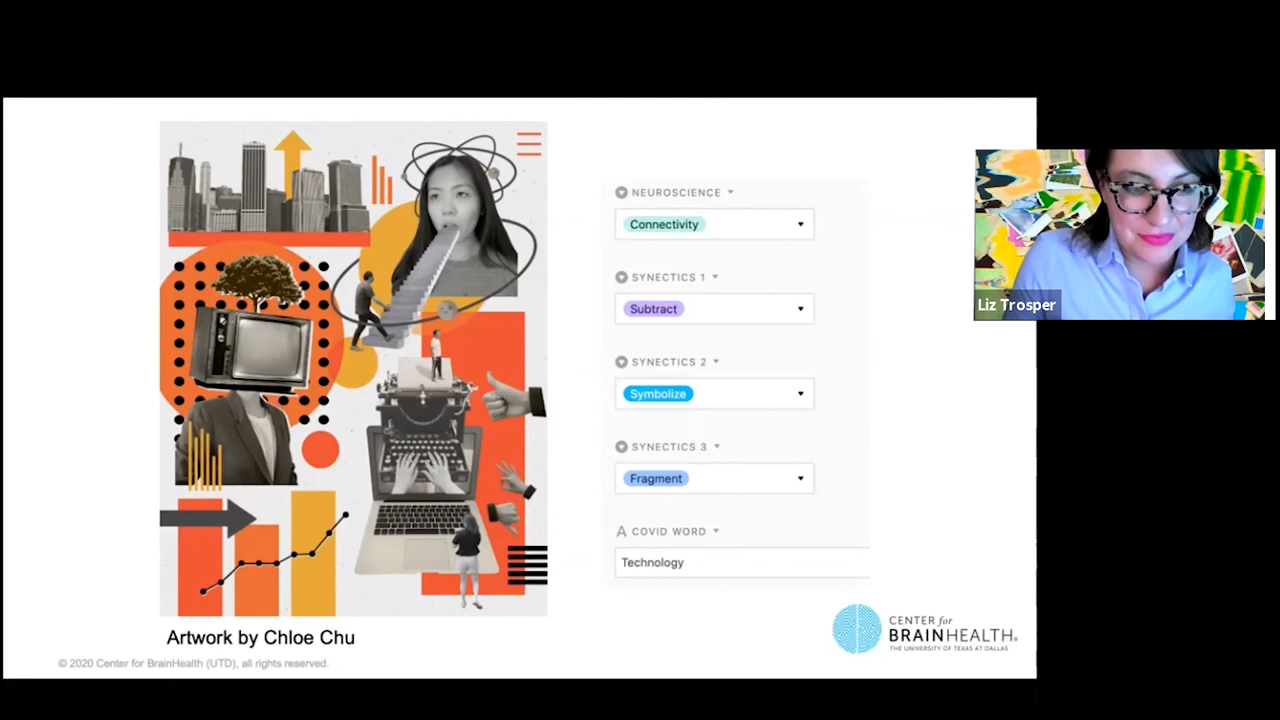 NEUROSCIENCE
Connectivity
SYNECTICS 1
Subtract
SYNECTICS 2
Symbolize
SYNECTICS 3
Fragment
A COVID WORD
Technology
Artwork by Chloe Chu
© 2020 Center for BrainHealth (UTD), all rights reserved.
CENTER for
BRAINHEALTH®
THE UNIVERSITY OF TEXAS AT DALLAS
Liz Trosper